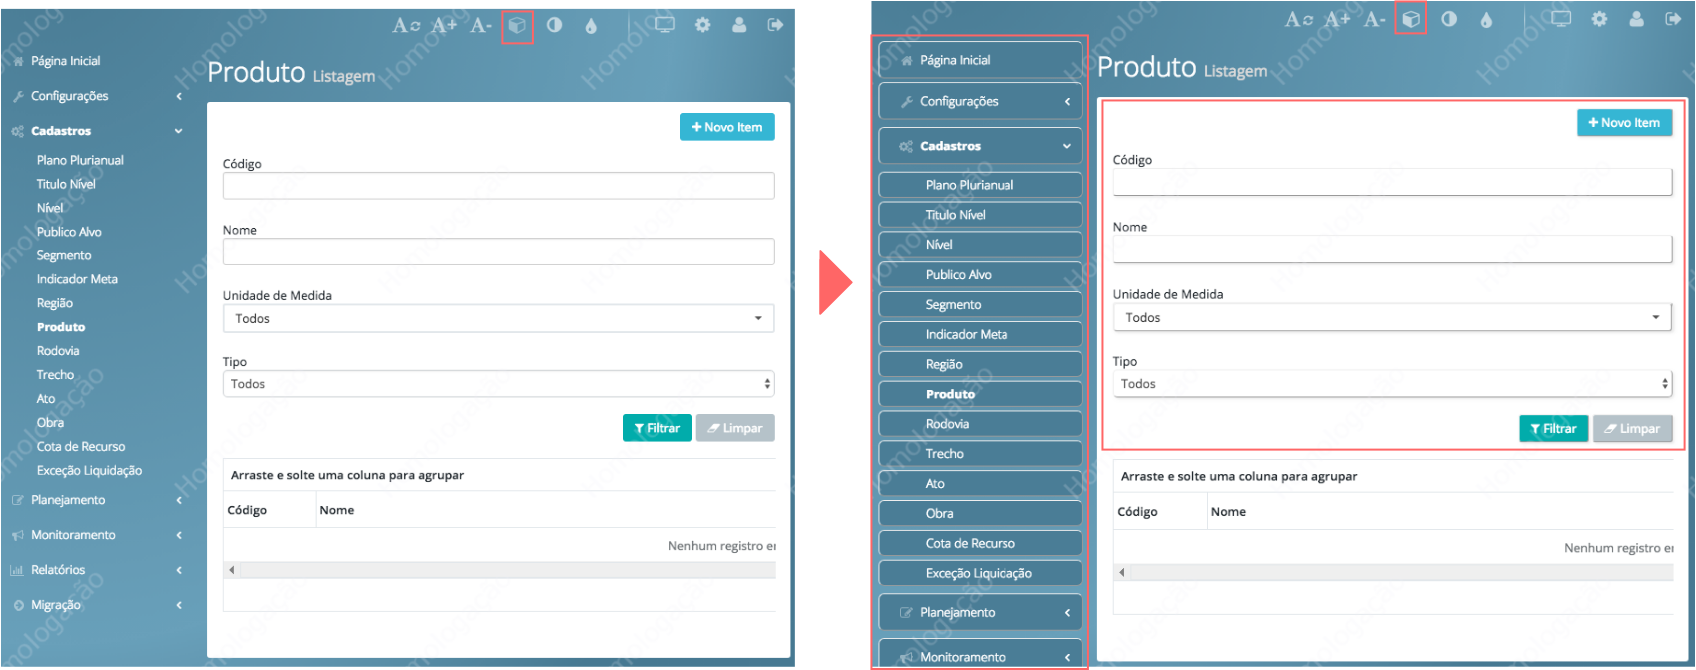 A A+ A-
Homologação
Página Inicial
Configurações
Cadastros
Plano Plurianual
Titulo Nível
Nível
Publico Alvo
Segmento
Indicador Meta
Região
Produto
Rodovia
Trecho
Ato
Obra
Cota de Recurso
Exceção Liquidação
Planejamento
Monitoramento
Relatórios
Migração
Produto Listagem
+ Novo Item
Código
Nome
Unidade de Medida
Todos
Tipo
Todos
Filtrar Limpar
Arraste e solte uma coluna para agrupar
Código Nome
Nenhum registro er
A A+ A-
Homologação
Página Inicial
Configurações
Cadastros
Plano Plurianual
Titulo Nível
Nível
Publico Alvo
Segmento
Indicador Meta
Região
Produto
Rodovia
Trecho
Ato
Obra
Cota de Recurso
Exceção Liquidação
Planejamento
Monitoramento
Produto Listagem
+ Novo Item
Código
Nome
Unidade de Medida
Todos
Tipo
Todos
Filtrar Limpar
Arraste e solte uma coluna para agrupar
Código Nome
Nenhum registro er